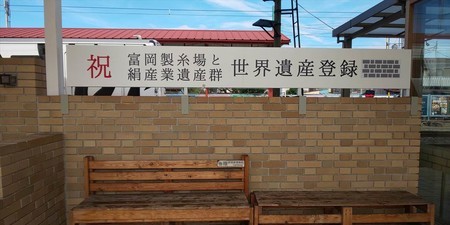 祝 富岡製糸場と
絹産業遺産群 世界遺産登録